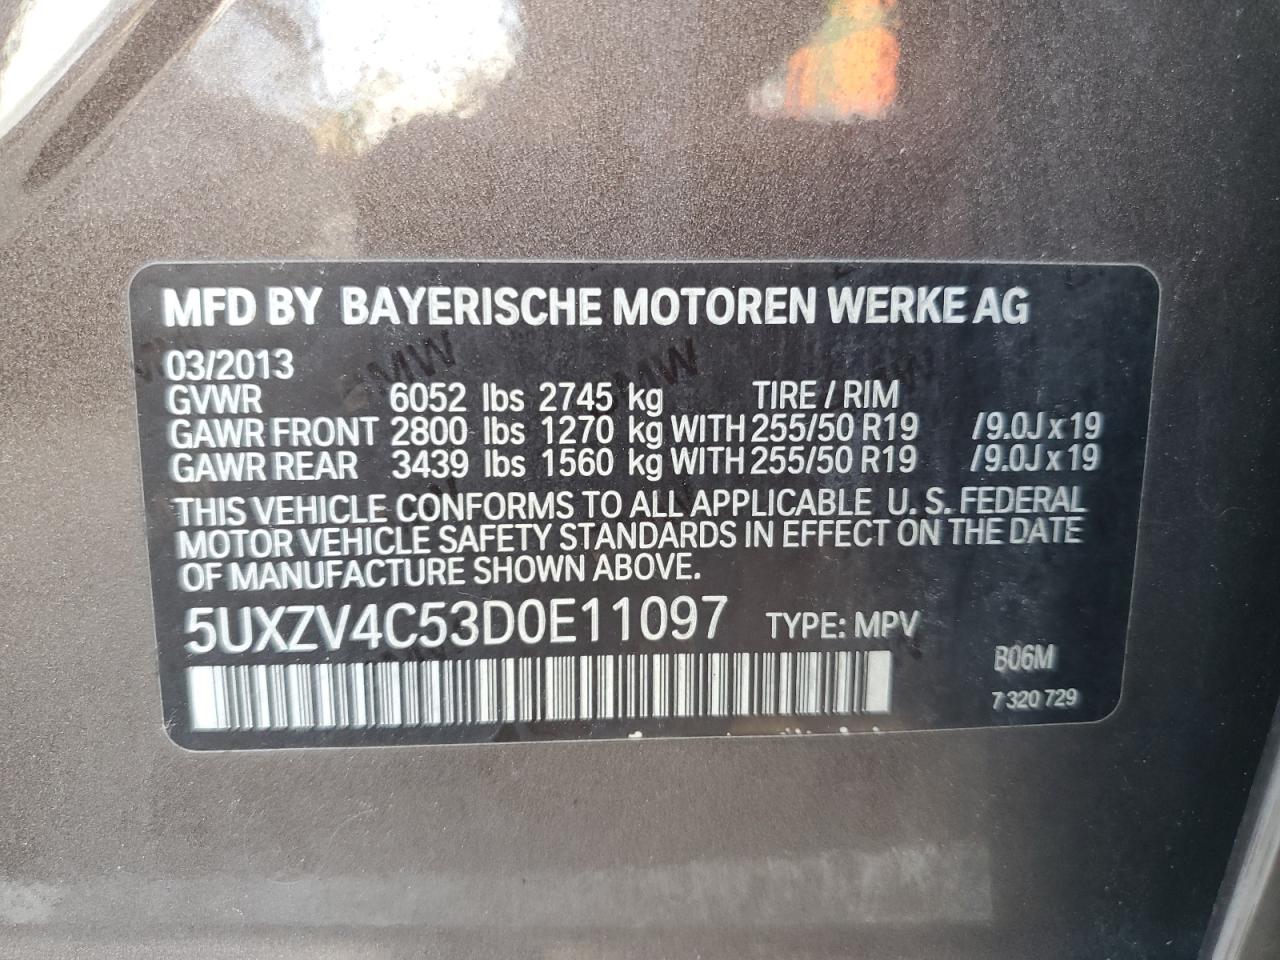 MFD BY BAYERISCHE MOTOREN WERKE AG
03/2013
GVWR 6052 lbs 2745 kg TIRE / RIM
GAWR FRONT 2800 lbs 1270 kg WITH 255/50 R19 /9.0J x 19
GAWR REAR 3439 lbs 1560 kg WITH 255/50 R19 /9.0J x 19
THIS VEHICLE CONFORMS TO ALL APPLICABLE U. S. FEDERAL
MOTOR VEHICLE SAFETY STANDARDS IN EFFECT ON THE DATE
OF MANUFACTURE SHOWN ABOVE.
5UXZV4C53D0E11097 TYPE: MPV
B06M
7 320 729